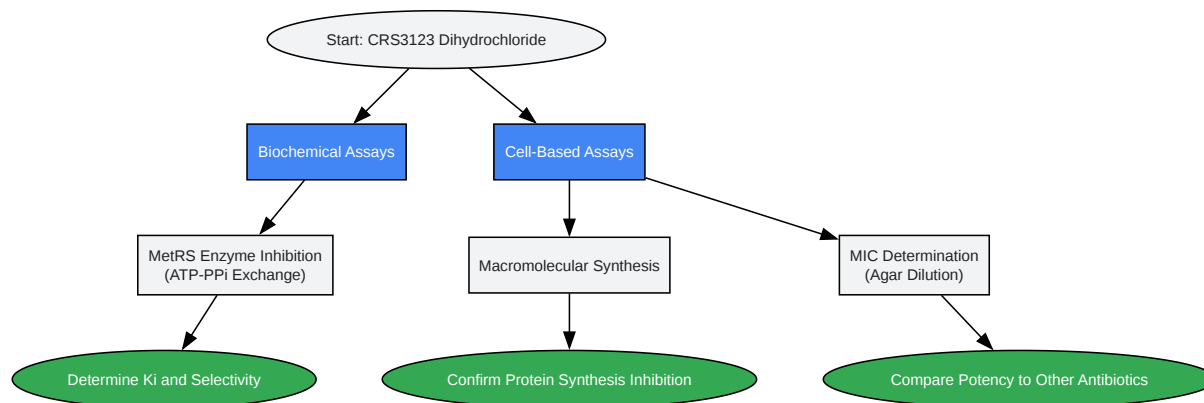 Start: CRS3123 Dihydrochloride
Biochemical Assays
Cell-Based Assays
MetRS Enzyme Inhibition
(ATP-PPi Exchange)
Macromolecular Synthesis
MIC Determination
(Agar Dilution)
Determine Ki and Selectivity
Confirm Protein Synthesis Inhibition
Compare Potency to Other Antibiotics